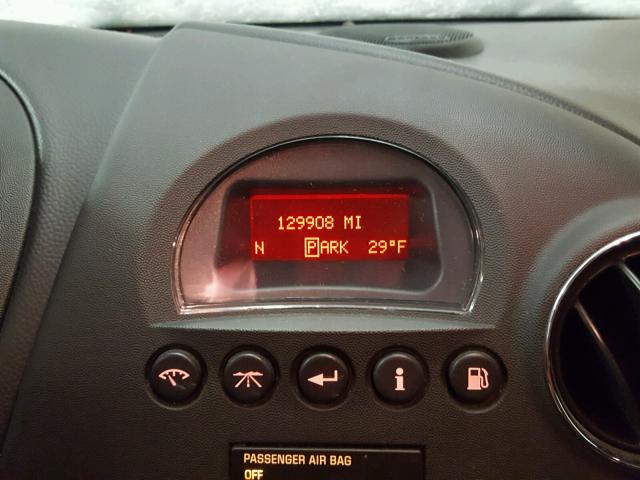 129908 MI
N PARK 29°F
i
PASSENGER AIR BAG
OFF